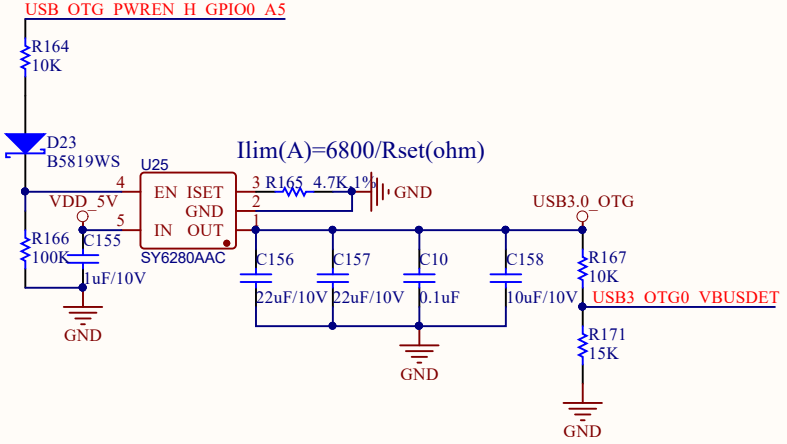 USB_OTG_PWREN_H_GPIO0_A5
R164
10K
D23
B5819WS
U25
Ilim(A)=6800/Rset(ohm)
4
EN
ISET
3
R165
4.7K,1%
GND
GND
2
VDD_5V
5
IN
OUT
1
SY6280AAC
USB3.0_OTG
R166
100K
C155
1uF/10V
GND
C156
22uF/10V
C157
22uF/10V
C10
0.1uF
C158
10uF/10V
GND
R167
10K
USB3_OTG0_VBUSDET
R171
15K
GND